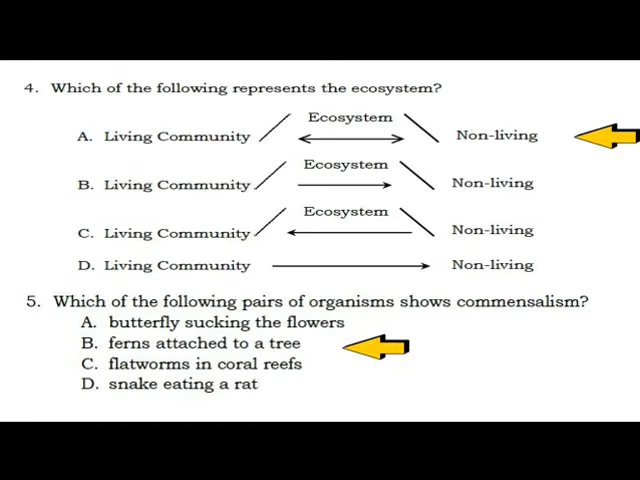 4. Which of the following represents the ecosystem?
Ecosystem
A. Living Community Non-living
Ecosystem
B. Living Community Non-living
Ecosystem
C. Living Community Non-living
D. Living Community Non-living
5. Which of the following pairs of organisms shows commensalism?
A. butterfly sucking the flowers
B. ferns attached to a tree
C. flatworms in coral reefs
D. snake eating a rat